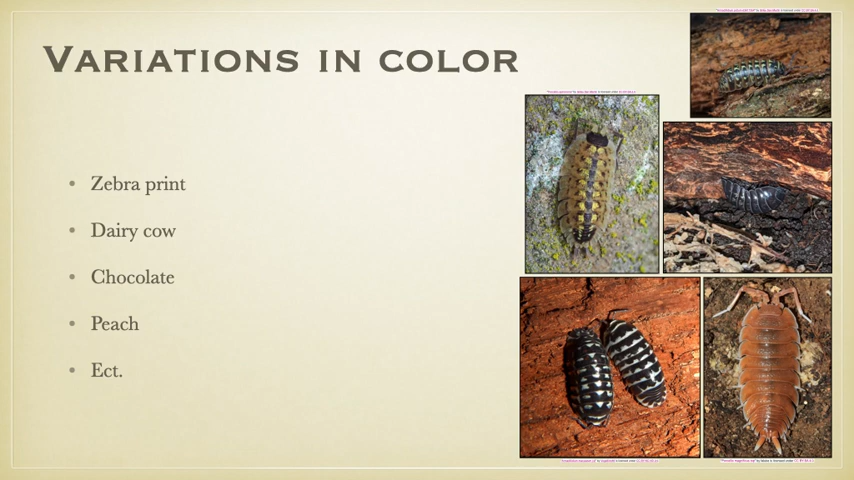 VARIATIONS IN COLOR
• Zebra print
• Dairy cow
• Chocolate
• Peach
• Ect.